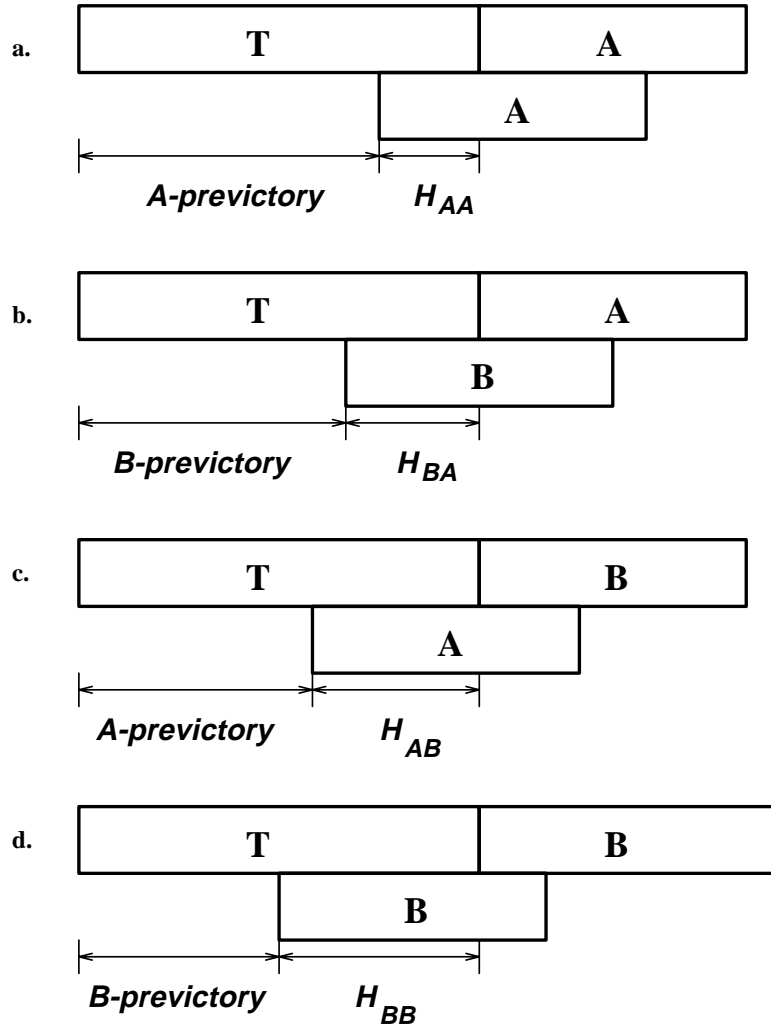 a. T A
A
A-previctory H_AA
b. T A
B
B-previctory H_BA
c. T B
A
A-previctory H_AB
d. T B
B
B-previctory H_BB